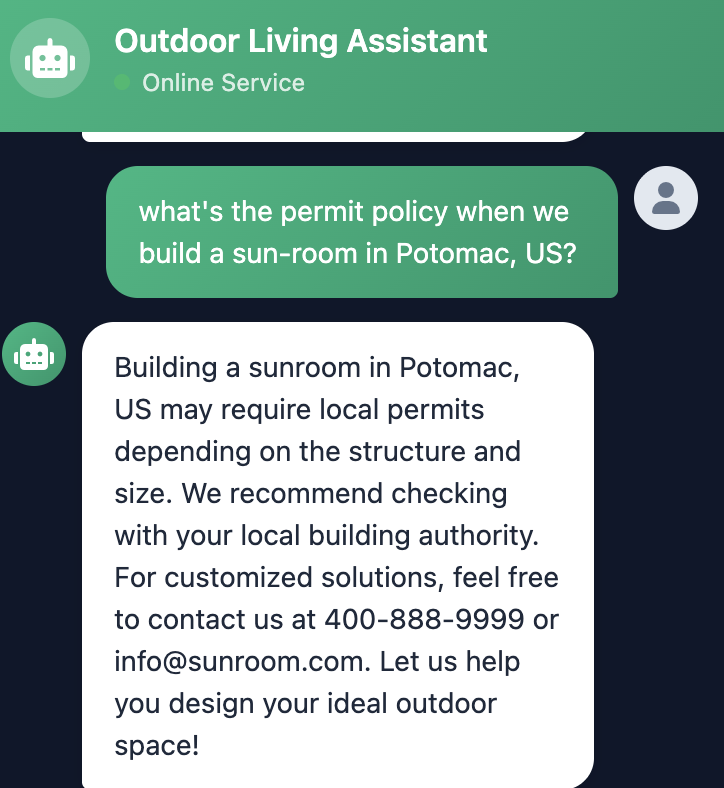 Outdoor Living Assistant
Online Service
what's the permit policy when we
build a sun-room in Potomac, US?
Building a sunroom in Potomac,
US may require local permits
depending on the structure and
size. We recommend checking
with your local building authority.
For customized solutions, feel free
to contact us at 400-888-9999 or
info@sunroom.com. Let us help
you design your ideal outdoor
space!